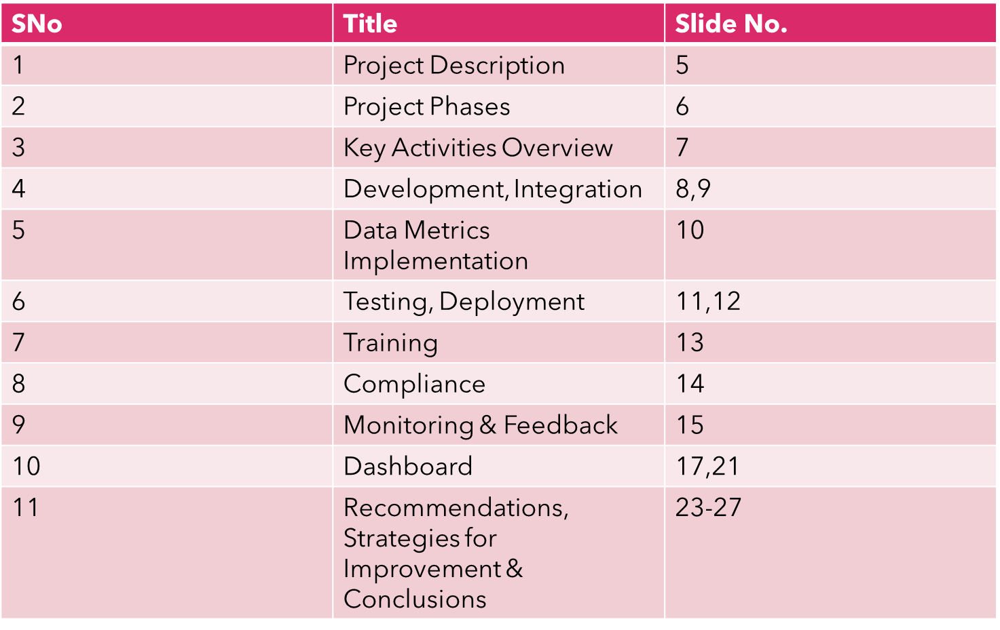 SNo Title Slide No.
1 Project Description 5
2 Project Phases 6
3 Key Activities Overview 7
4 Development, Integration 8,9
5 Data Metrics 10
Implementation
6 Testing, Deployment 11,12
7 Training 13
8 Compliance 14
9 Monitoring & Feedback 15
10 Dashboard 17,21
11 Recommendations, 23-27
Strategies for
Improvement &
Conclusions